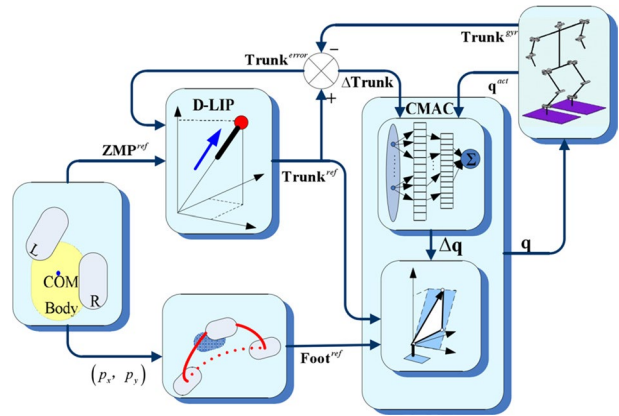 Trunk^gyr
Trunk^error
−
ΔTrunk
q^act
D-LIP
+
CMAC
ZMP^ref
Σ
Trunk^ref
L
COM
Body
R
Δq
q
(p_x, p_y)
Foot^ref